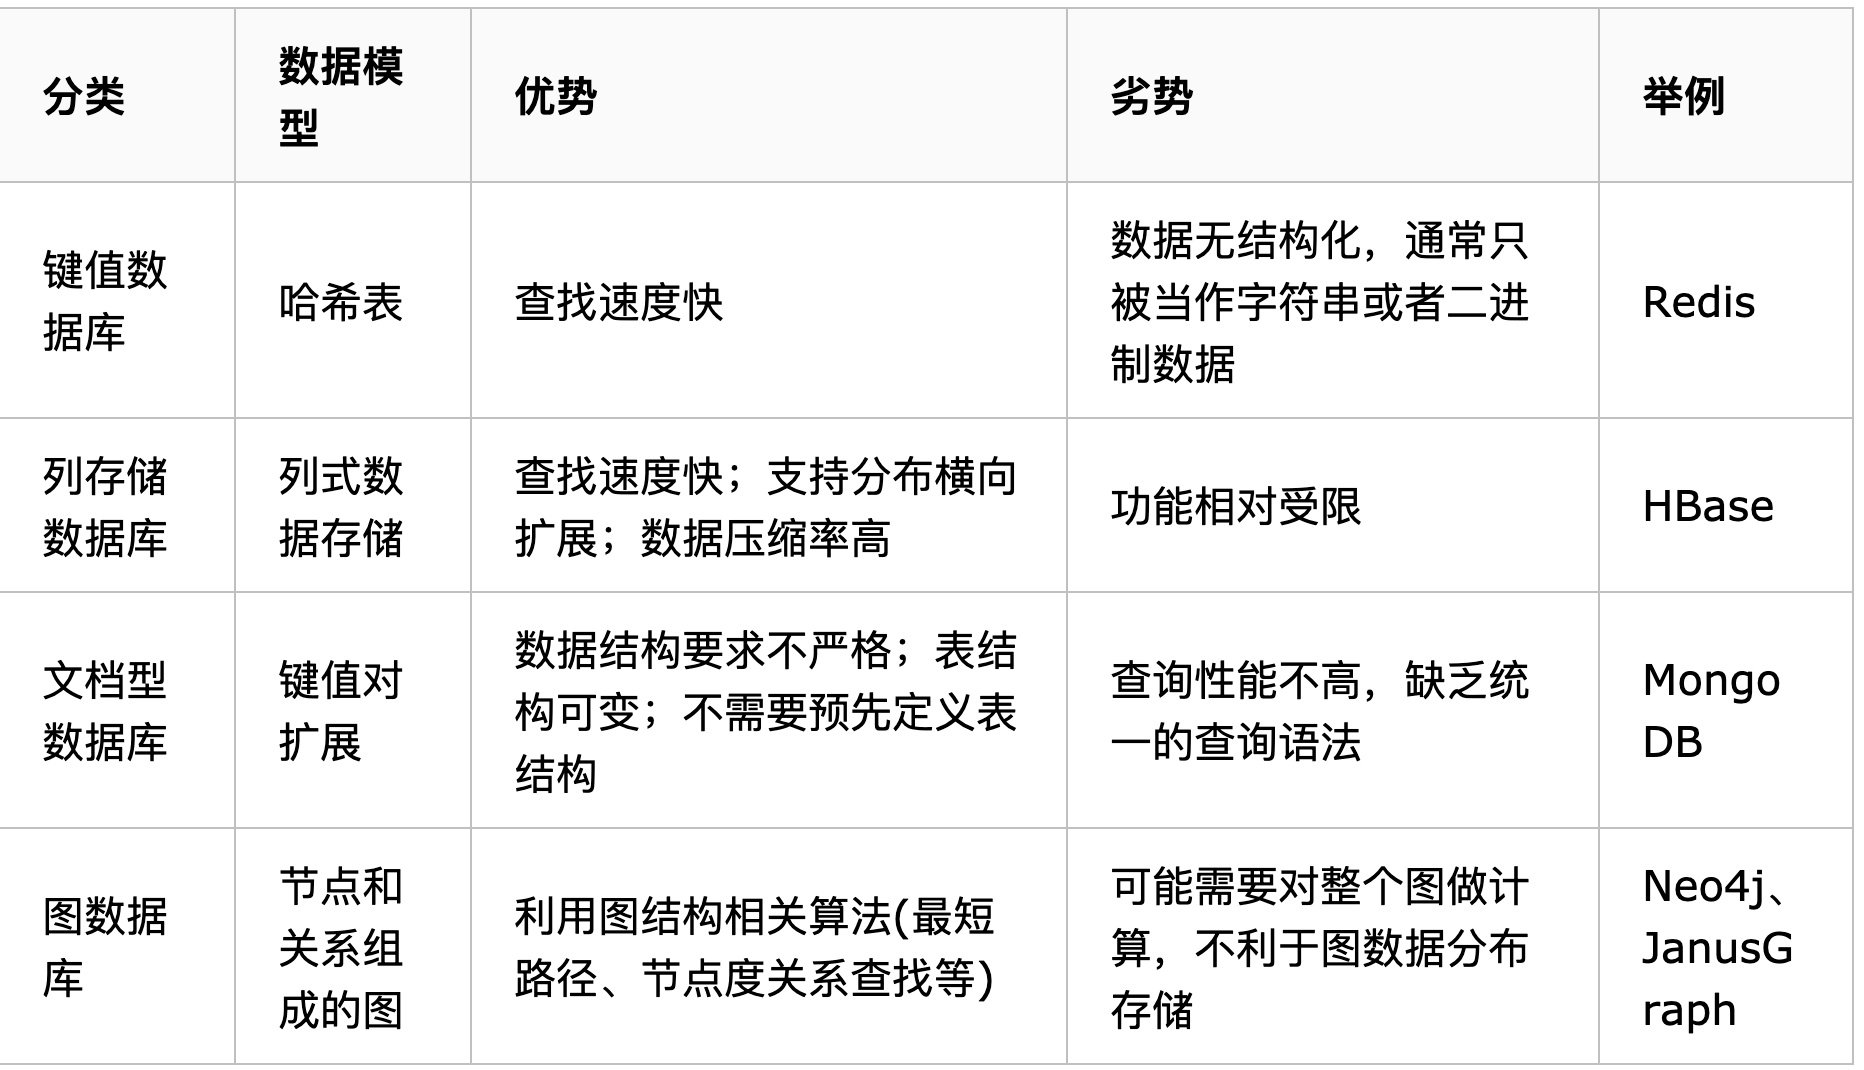 分类
数据模
型
优势
劣势
举例
键值数
据库
哈希表
查找速度快
数据无结构化，通常只
被当作字符串或者二进
制数据
Redis
列存储
数据库
列式数
据存储
查找速度快；支持分布横向
扩展；数据压缩率高
功能相对受限
HBase
文档型
数据库
键值对
扩展
数据结构要求不严格；表结
构可变；不需要预先定义表
结构
查询性能不高，缺乏统
一的查询语法
Mongo
DB
图数据
库
节点和
关系组
成的图
利用图结构相关算法(最短
路径、节点度关系查找等)
可能需要对整个图做计
算，不利于图数据分布
存储
Neo4j、
JanusG
raph